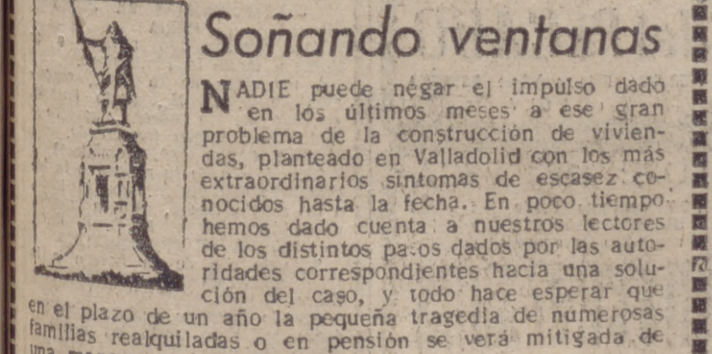 Soñando ventanas
NADIE puede negar el impulso dado
en los últimos meses a ese gran
problema de la construcción de vivien-
das, planteado en Valladolid con los más
extraordinarios síntomas de escasez co-
nocidos hasta la fecha. En poco tiempo
hemos dado cuenta a nuestros lectores
de los distintos pasos dados por las auto-
ridades correspondientes hacia una solu-
ción del caso, y todo hace esperar que
en el plazo de un año la pequeña tragedia de numerosas
familias realquiladas o en pensión se verá mitigada de
una